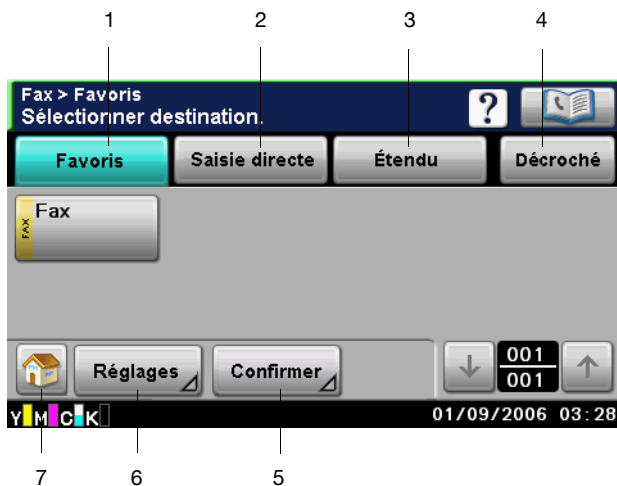 1 2 3 4
Fax > Favoris
Sélectionner destination.
?
Favoris Saisie directe Étendu Décroché
FAX Fax
Réglages Confirmer
001
001
Y M C K 01/09/2006 03:28
7 6 5